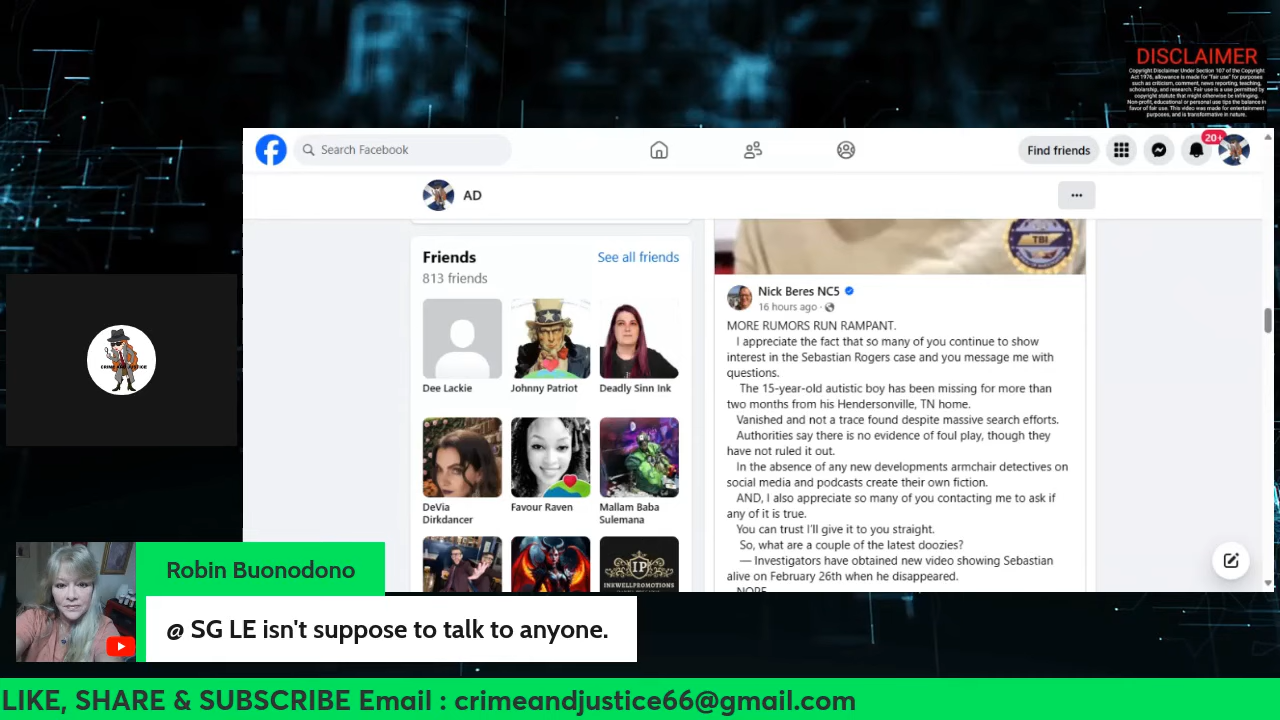 DISCLAIMER
Copyright Disclaimer Under Section 107 of the Copyright
Act 1976, allowance is made for "fair use" for purposes
such as criticism, comment, news reporting, teaching,
scholarship, and research. Fair use is a use permitted by
copyright statute that might otherwise be infringing.
Non-profit, educational or personal use tips the balance in
favor of fair use. This video was made for entertainment
purposes, and is transformative in nature.
Search Facebook
Find friends
20+
AD
Friends
See all friends
813 friends
Dee Lackie
Johnny Patriot
Deadly Sinn Ink
DeVia
Dirkdancer
Favour Raven
Mallam Baba
Sulemana
IP
INKWELLPROMOTIONS
TBI
Nick Beres NC5
16 hours ago ·
MORE RUMORS RUN RAMPANT.
I appreciate the fact that so many of you continue to show
interest in the Sebastian Rogers case and you message me with
questions.
The 15-year-old autistic boy has been missing for more than
two months from his Hendersonville, TN home.
Vanished and not a trace found despite massive search efforts.
Authorities say there is no evidence of foul play, though they
have not ruled it out.
In the absence of any new developments armchair detectives on
social media and podcasts create their own fiction.
AND, I also appreciate so many of you contacting me to ask if
any of it is true.
You can trust I'll give it to you straight.
So, what are a couple of the latest doozies?
— Investigators have obtained new video showing Sebastian
alive on February 26th when he disappeared.
NOPE
CRIME AND JUSTICE
Robin Buonodono
@ SG LE isn't suppose to talk to anyone.
LIKE, SHARE & SUBSCRIBE Email : crimeandjustice66@gmail.com